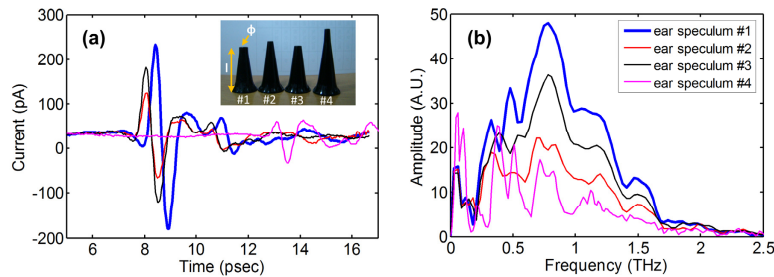 (a)
300
200
100
0
-100
-200
Current (pA)
6
8
10
12
14
16
Time (psec)
ϕ
l
#1 #2 #3 #4
(b)
50
40
30
20
10
0
Amplitude (A.U.)
0
0.5
1
1.5
2
2.5
Frequency (THz)
ear speculum #1
ear speculum #2
ear speculum #3
ear speculum #4